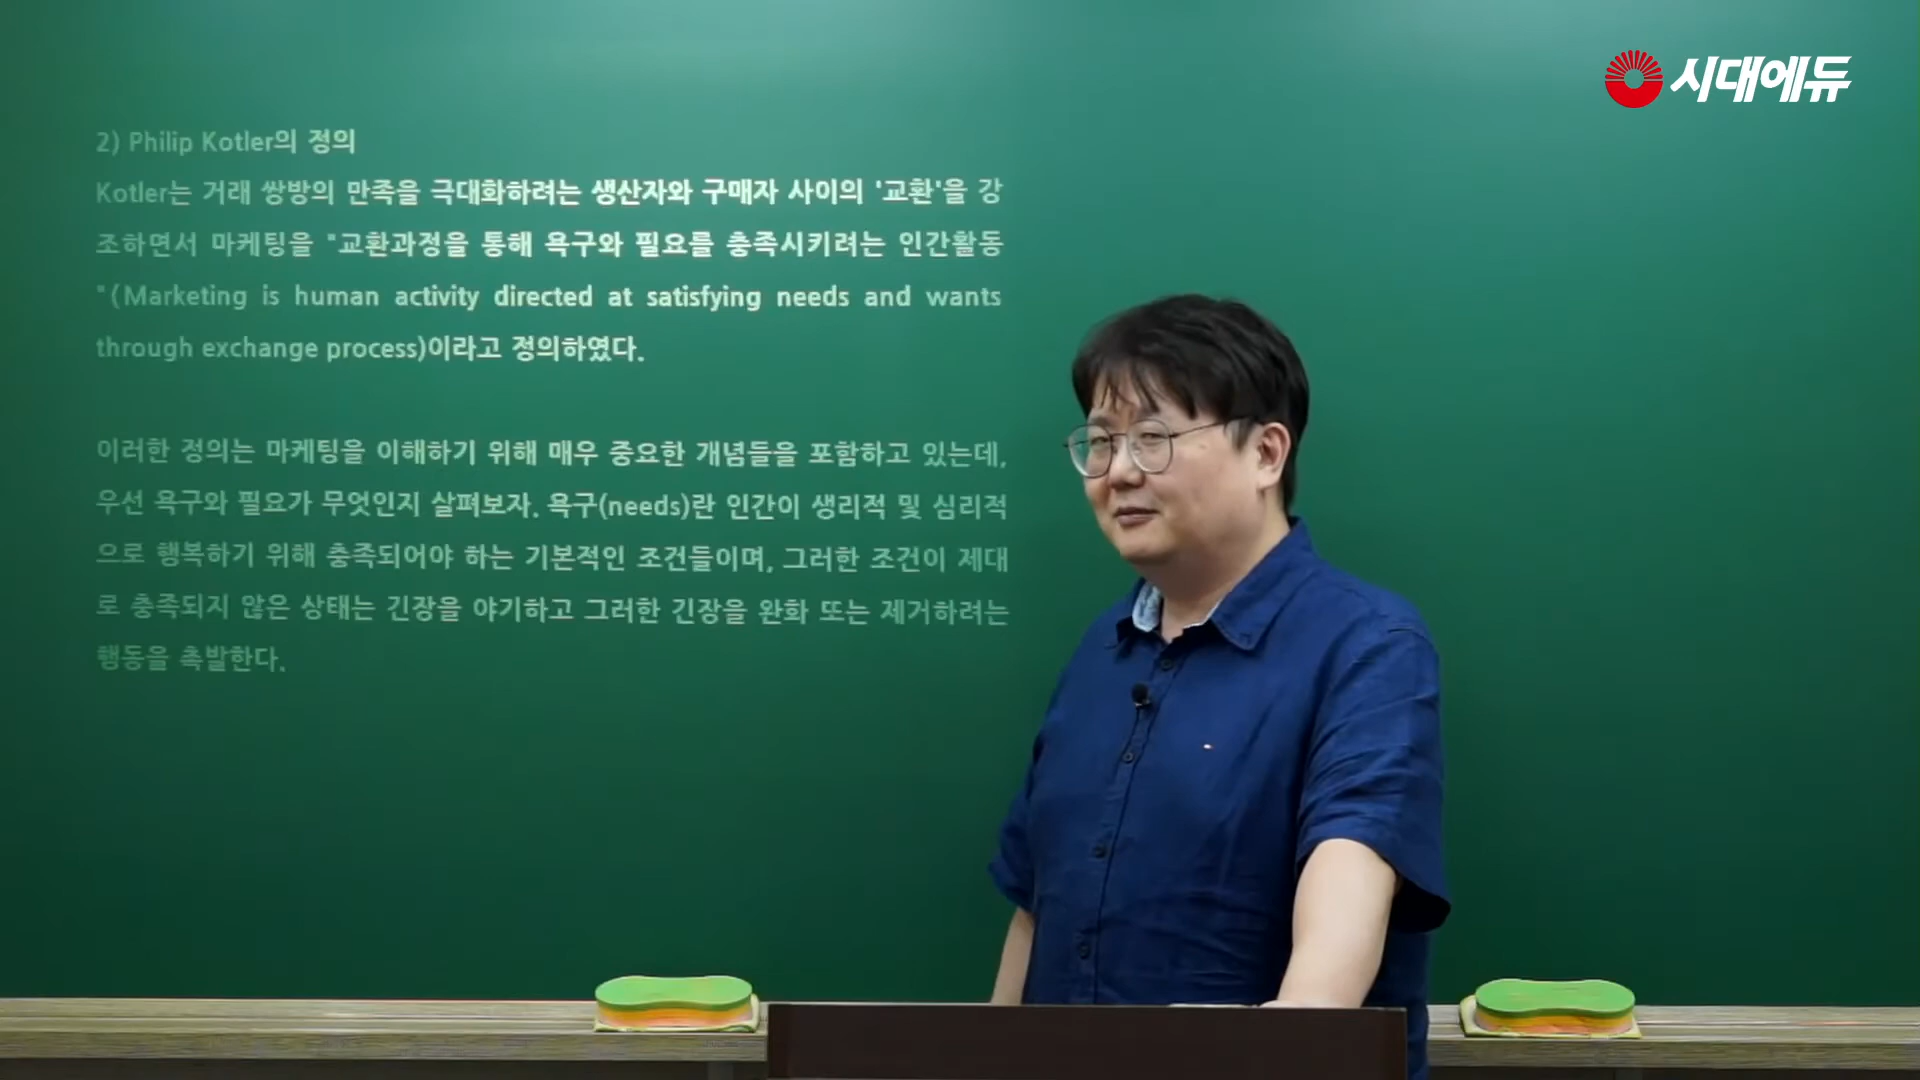 시대에듀
2) Philip Kotler의 정의
Kotler는 거래 쌍방의 만족을 극대화하려는 생산자와 구매자 사이의 '교환'을 강
조하면서 마케팅을 "교환과정을 통해 욕구와 필요를 충족시키려는 인간활동
"(Marketing is human activity directed at satisfying needs and wants
through exchange process)이라고 정의하였다.
이러한 정의는 마케팅을 이해하기 위해 매우 중요한 개념들을 포함하고 있는데,
우선 욕구와 필요가 무엇인지 살펴보자. 욕구(needs)란 인간이 생리적 및 심리적
으로 행복하기 위해 충족되어야 하는 기본적인 조건들이며, 그러한 조건이 제대
로 충족되지 않은 상태는 긴장을 야기하고 그러한 긴장을 완화 또는 제거하려는
행동을 촉발한다.